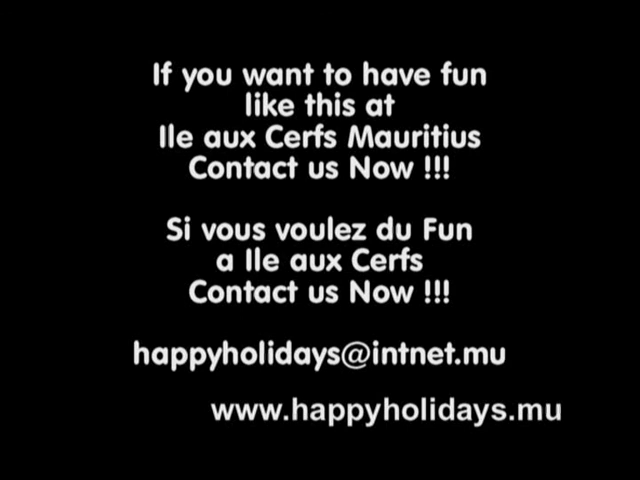 If you want to have fun
like this at
Ile aux Cerfs Mauritius
Contact us Now !!!
Si vous voulez du Fun
a Ile aux Cerfs
Contact us Now !!!
happyholidays@intnet.mu
www.happyholidays.mu